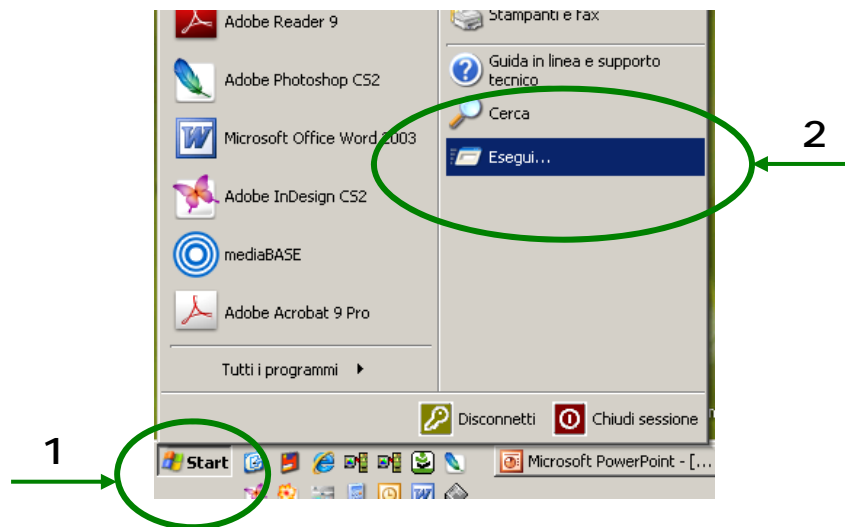 Adobe Reader 9
Adobe Photoshop CS2
Microsoft Office Word 2003
Adobe InDesign CS2
mediaBASE
Adobe Acrobat 9 Pro
Tutti i programmi
Stampanti e fax
Guida in linea e supporto
tecnico
Cerca
Esegui...
2
Disconnetti
Chiudi sessione
1
Start
Microsoft PowerPoint - [...